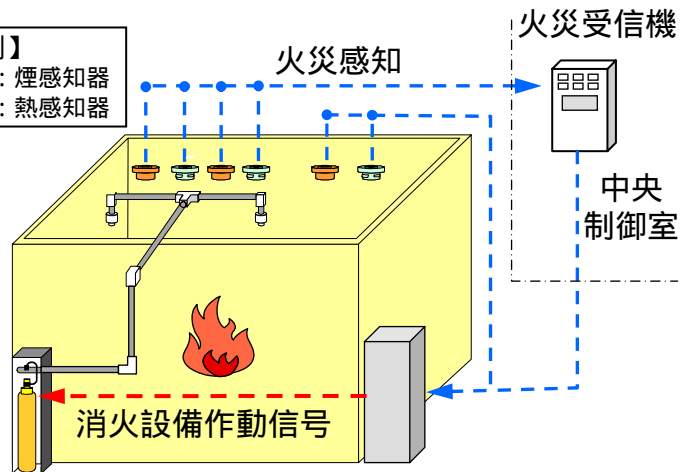 】
: 煙感知器
: 熱感知器
火災感知
火災受信機
中央
制御室
消火設備作動信号